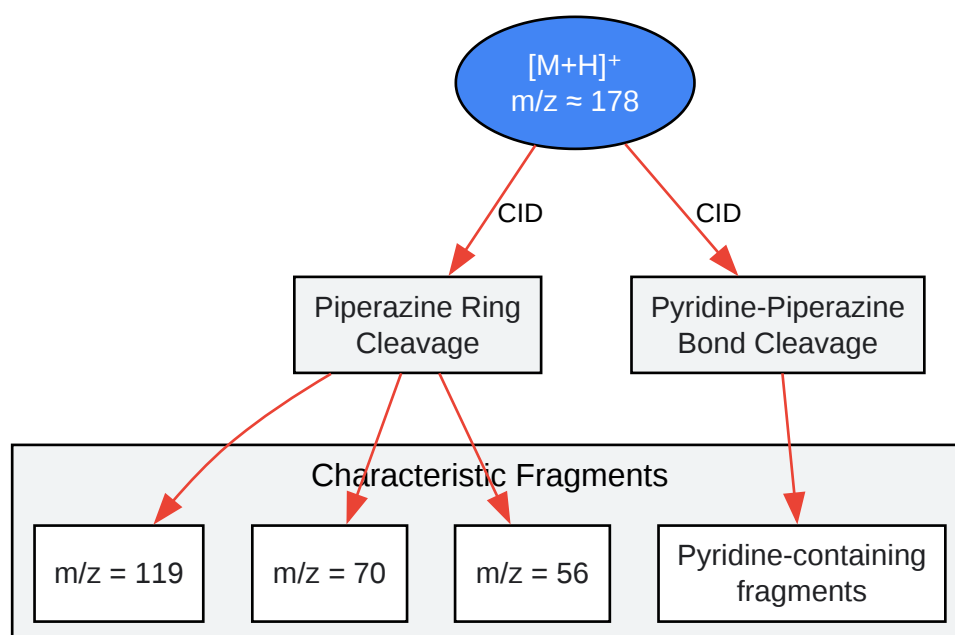 [M+H]⁺
m/z ≈ 178
CID
CID
Piperazine Ring
Cleavage
Pyridine-Piperazine
Bond Cleavage
Characteristic Fragments
m/z = 119
m/z = 70
m/z = 56
Pyridine-containing
fragments